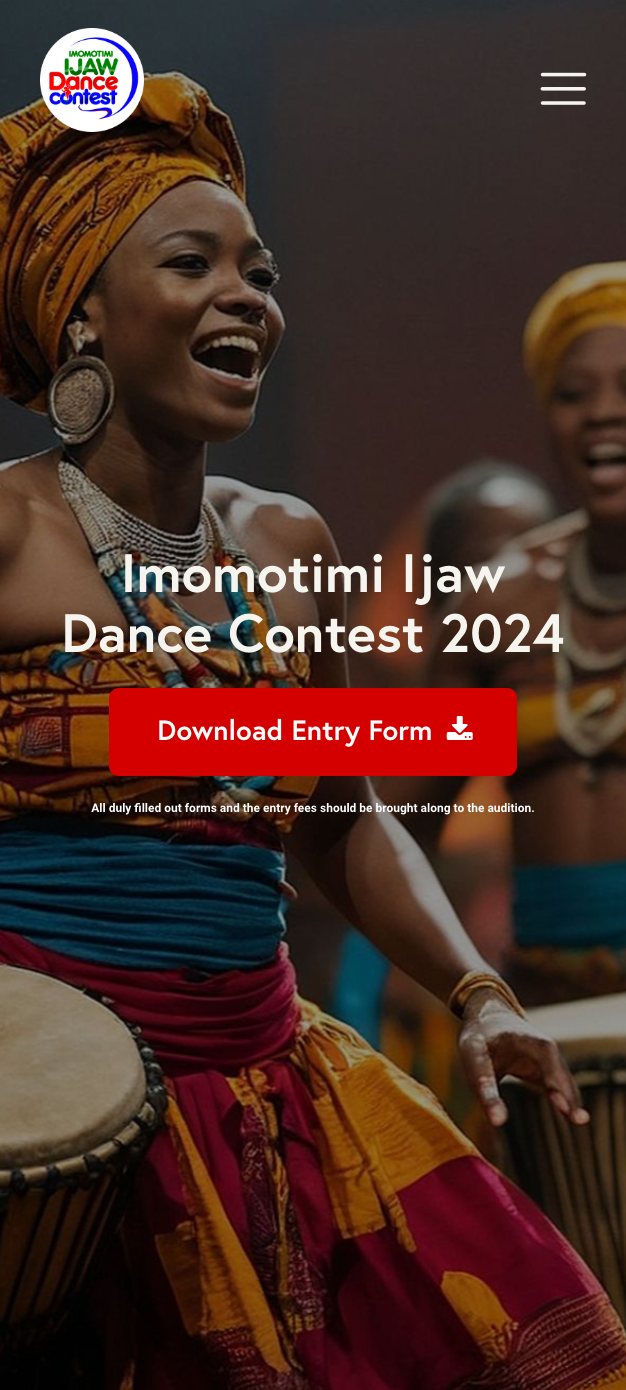 IMOMOTIMI
IJAW
Dance
contest
Imomotimi Ijaw
Dance Contest 2024
Download Entry Form
All duly filled out forms and the entry fees should be brought along to the audition.